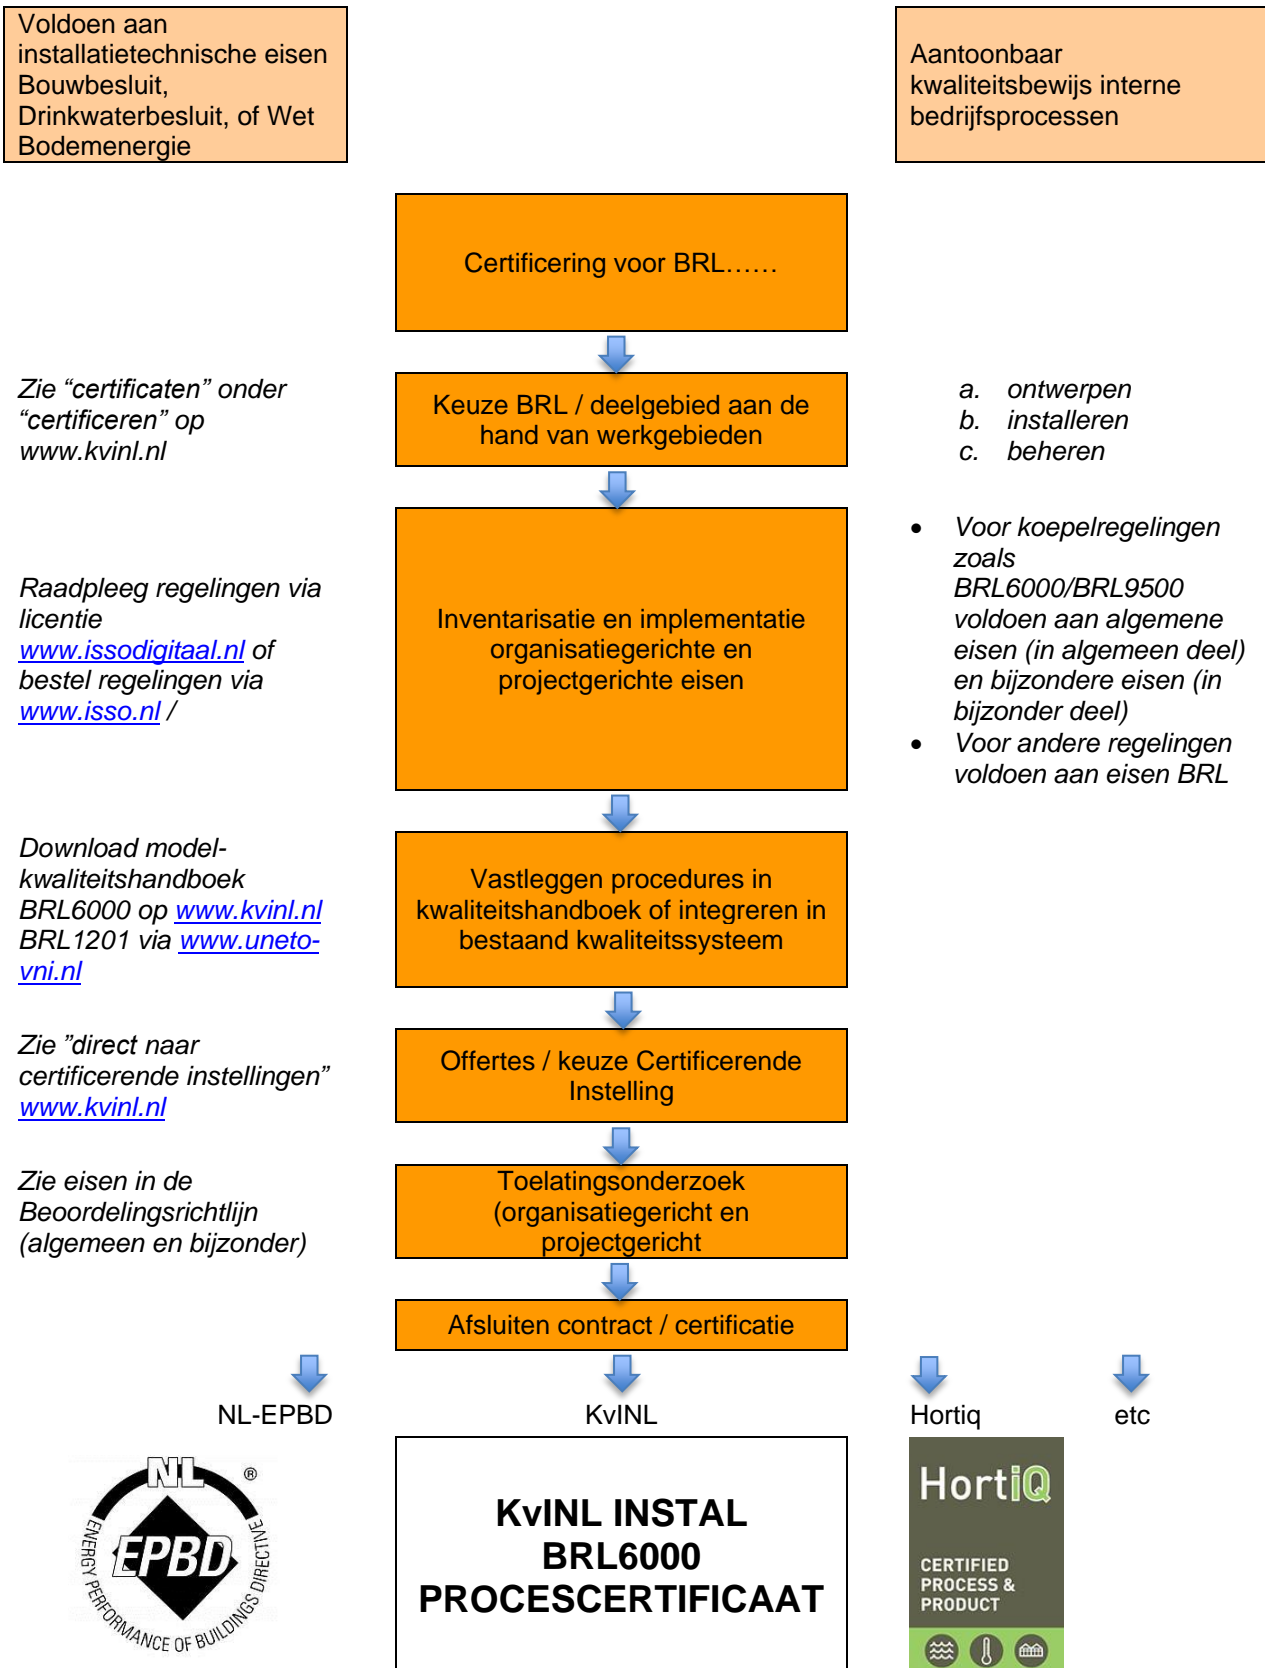 Voldoen aan
installatietechnische eisen
Bouwbesluit,
Drinkwaterbesluit, of Wet
Bodemenergie
Aantoonbaar
kwaliteitsbewijs interne
bedrijfsprocessen
Certificering voor BRL……
Zie “certificaten” onder
“certificeren” op
www.kvinl.nl
Keuze BRL / deelgebied aan de
hand van werkgebieden
a. ontwerpen
b. installeren
c. beheren
Raadpleeg regelingen via
licentie
www.issodigitaal.nl of
bestel regelingen via
www.isso.nl /
Inventarisatie en implementatie
organisatiegerichte en
projectgerichte eisen
• Voor koepelregelingen
zoals
BRL6000/BRL9500
voldoen aan algemene
eisen (in algemeen deel)
en bijzondere eisen (in
bijzonder deel)
• Voor andere regelingen
voldoen aan eisen BRL
Download model-
kwaliteitshandboek
BRL6000 op www.kvinl.nl
BRL1201 via www.uneto-
vni.nl
Vastleggen procedures in
kwaliteitshandboek of integreren in
bestaand kwaliteitssysteem
Zie ”direct naar
certificerende instellingen”
www.kvinl.nl
Offertes / keuze Certificerende
Instelling
Zie eisen in de
Beoordelingsrichtlijn
(algemeen en bijzonder)
Toelatingsonderzoek
(organisatiegericht en
projectgericht
Afsluiten contract / certificatie
NL-EPBD
KvINL
Hortiq
etc
NL ®
EPBD
ENERGY PERFORMANCE OF BUILDINGS DIRECTIVE
KvINL INSTAL
BRL6000
PROCESCERTIFICAAT
HortiQ
CERTIFIED
PROCESS &
PRODUCT